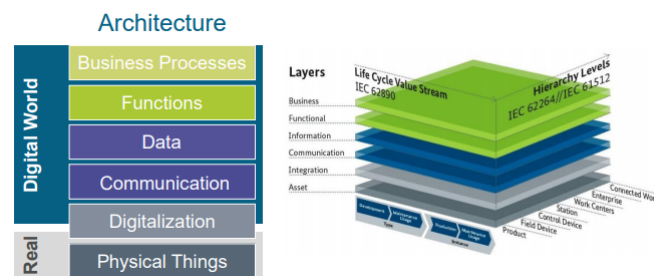 Architecture
Digital World
Business Processes
Functions
Data
Communication
Digitalization
Real
Physical Things
Layers
Business
Functional
Information
Communication
Integration
Asset
Life Cycle Value Stream
IEC 62890
Hierarchy Levels
IEC 62264//IEC 61512
Development
Maintenance
Usage
Type
Production
Maintenance
Usage
Instance
Connected Wor
Enterprise
Work Centers
Station
Control Device
Field Device
Product